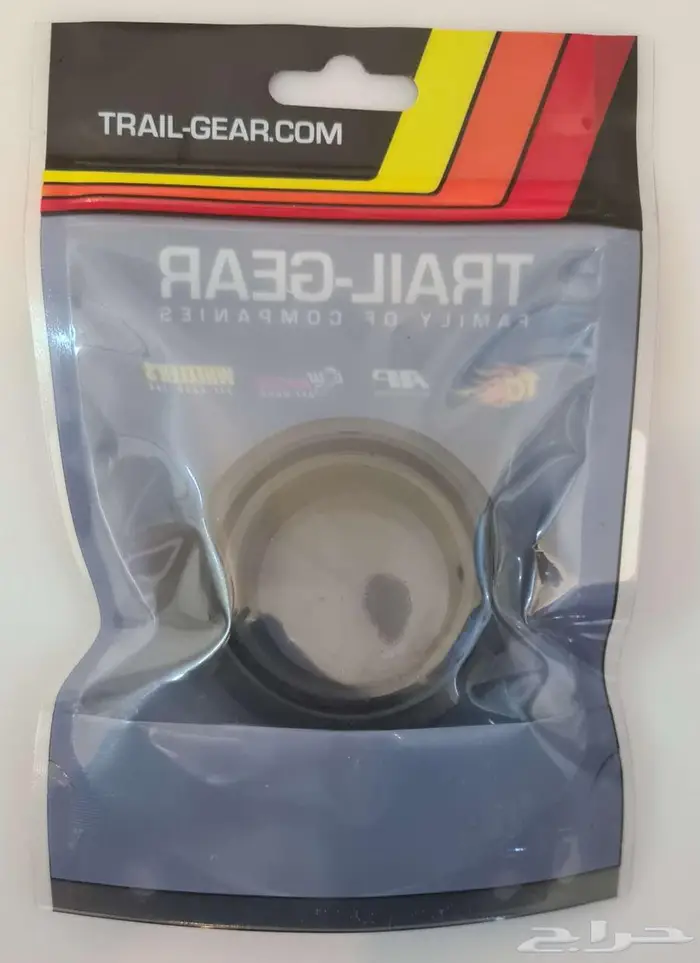 TRAIL-GEAR.COM
TRAIL-GEAR
FAMILY OF COMPANIES
حراج